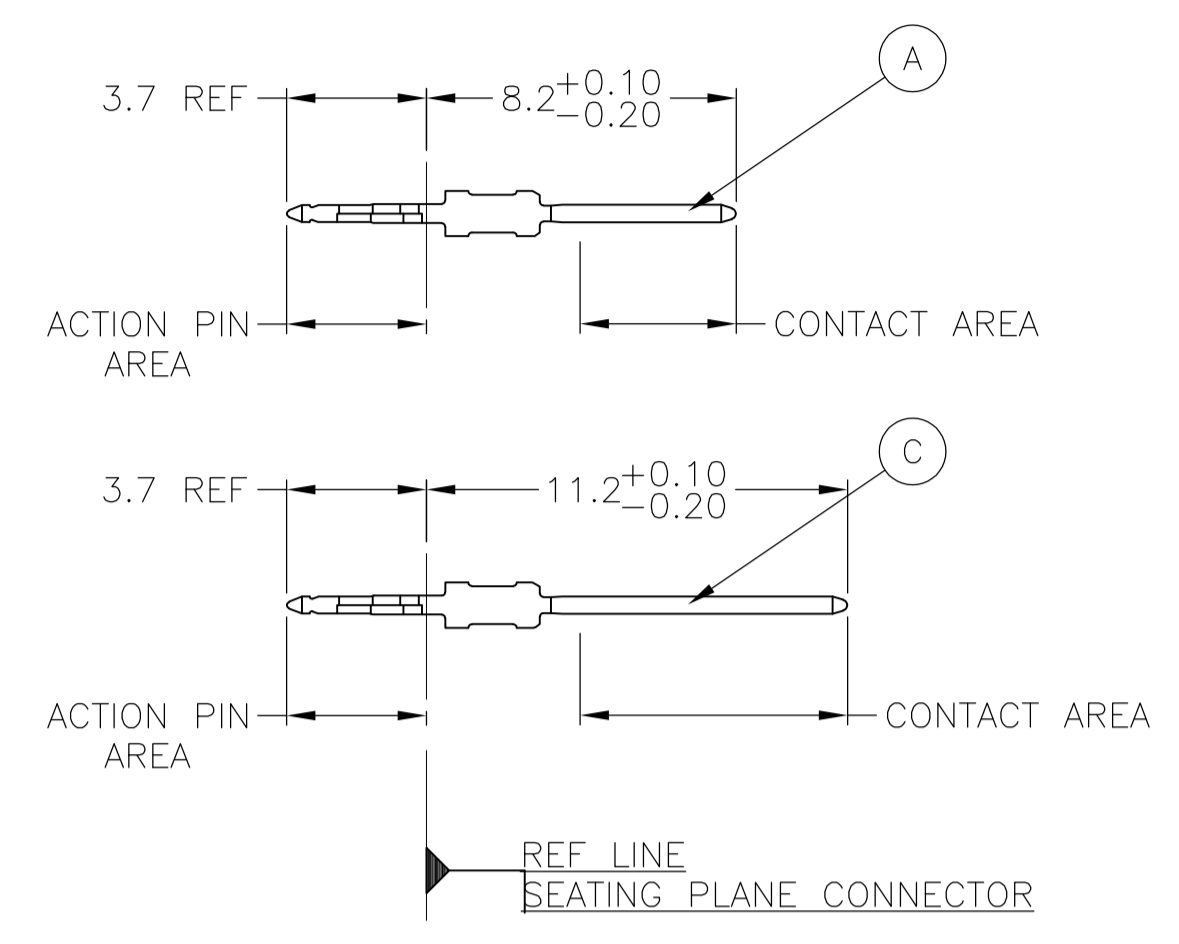 A
3.7 REF
8.2 +0.10 −0.20
ACTION PIN
AREA
CONTACT AREA
C
3.7 REF
11.2 +0.10 −0.20
ACTION PIN
AREA
CONTACT AREA
REF LINE
SEATING PLANE CONNECTOR